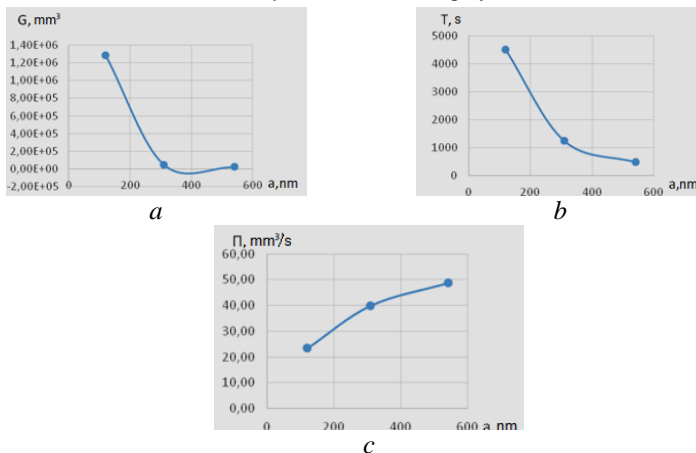 G, mm³
1,40E+06
1,20E+06
1,00E+06
8,00E+05
6,00E+05
4,00E+05
2,00E+05
0,00E+00
-2,00E+05
0 200 400 600 a,nm
a
T, s
5000
4000
3000
2000
1000
0
0 200 400 600 a,nm
b
П, mm³/s
60,00
50,00
40,00
30,00
20,00
10,00
0,00
0 200 400 600 a, nm
c